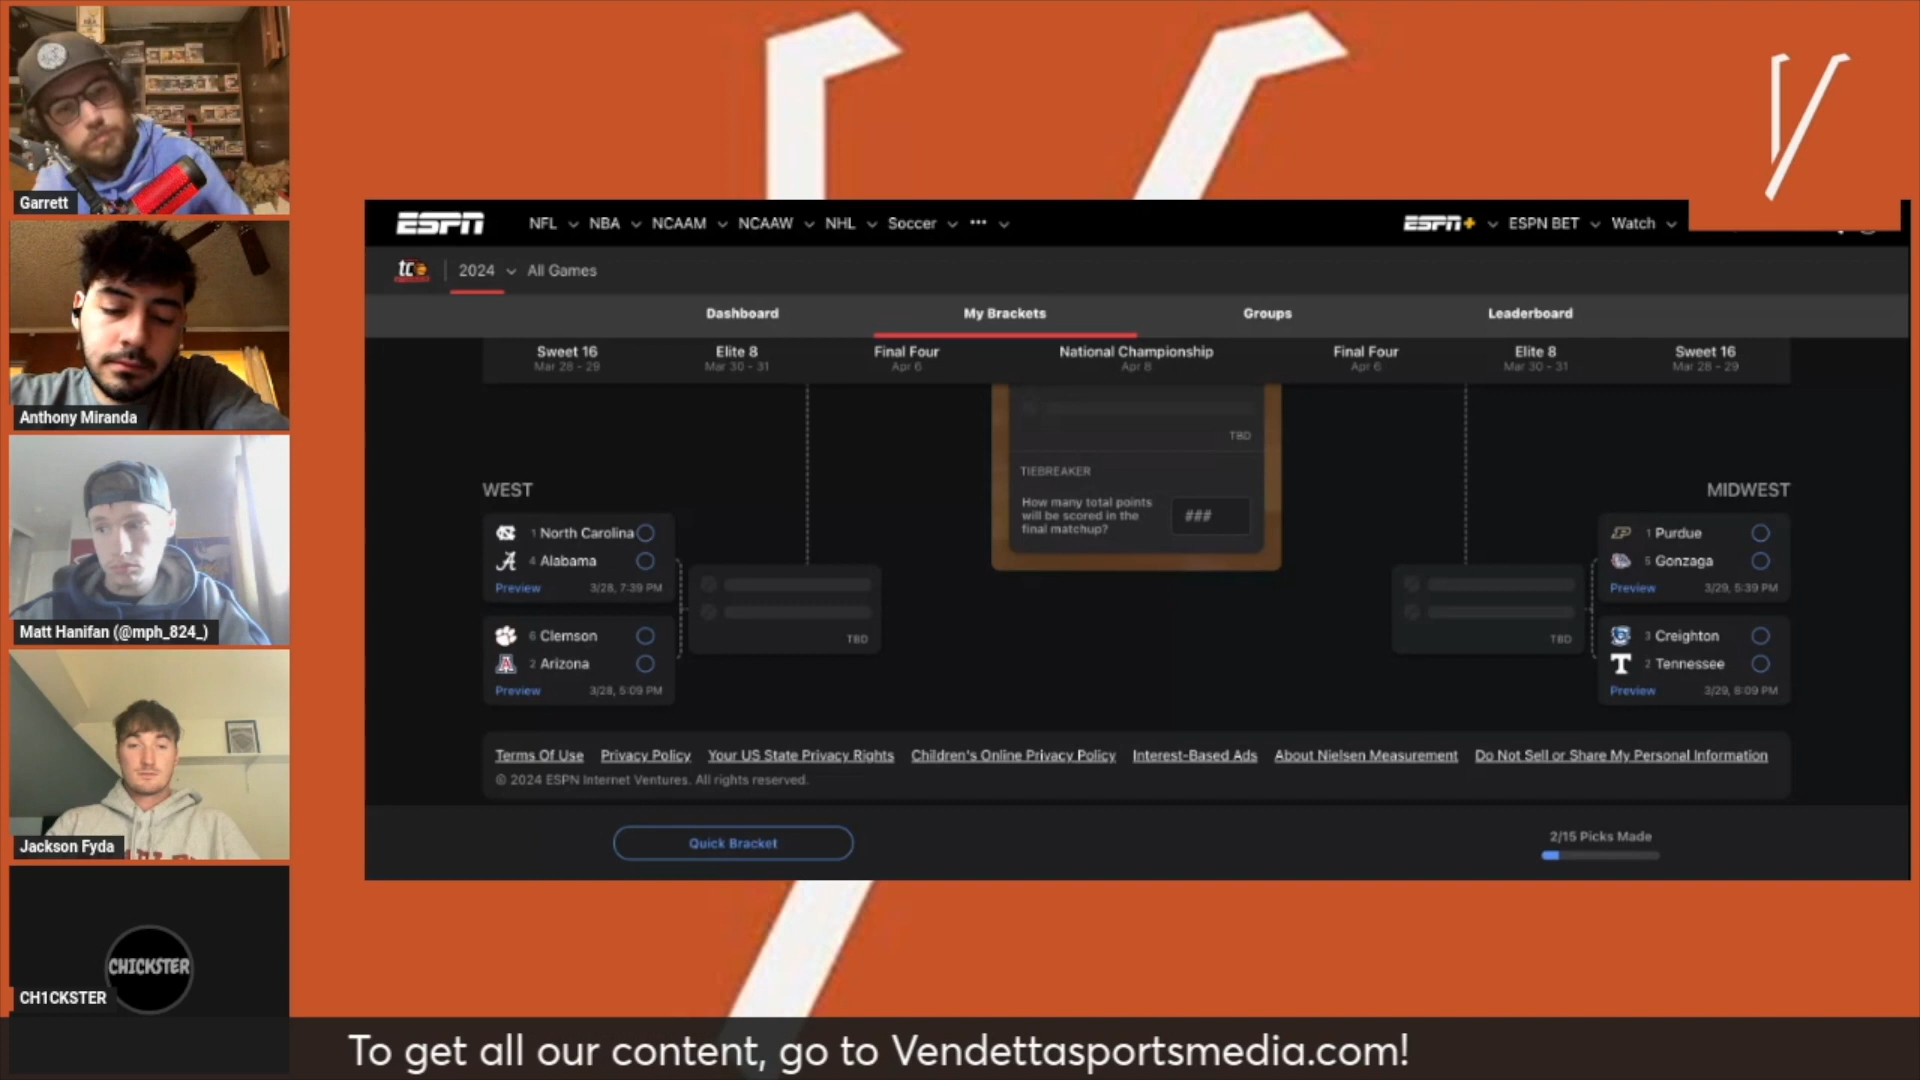 Garrett
Anthony Miranda
Matt Hanifan (@mph_824_)
Jackson Fyda
CHICKSTER
CH1CKSTER
ESPN
NFL NBA NCAAM NCAAW NHL Soccer •••
ESPN+ ESPN BET Watch
tc 2024 All Games
Dashboard My Brackets Groups Leaderboard
Sweet 16 Elite 8 Final Four National Championship Final Four Elite 8 Sweet 16
Mar 28 - 29 Mar 30 - 31 Apr 6 Apr 8 Apr 6 Mar 30 - 31 Mar 28 - 29
TBD
TIEBREAKER
How many total points
will be scored in the
final matchup?
###
WEST
1 North Carolina
4 Alabama
Preview 3/28, 7:39 PM
6 Clemson
2 Arizona
Preview 3/28, 5:09 PM
TBD
MIDWEST
1 Purdue
5 Gonzaga
Preview 3/29, 5:39 PM
3 Creighton
2 Tennessee
Preview 3/29, 8:09 PM
TBD
Terms Of Use Privacy Policy Your US State Privacy Rights Children's Online Privacy Policy Interest-Based Ads About Nielsen Measurement Do Not Sell or Share My Personal Information
© 2024 ESPN Internet Ventures. All rights reserved.
Quick Bracket
2/15 Picks Made
To get all our content, go to Vendettasportsmedia.com!